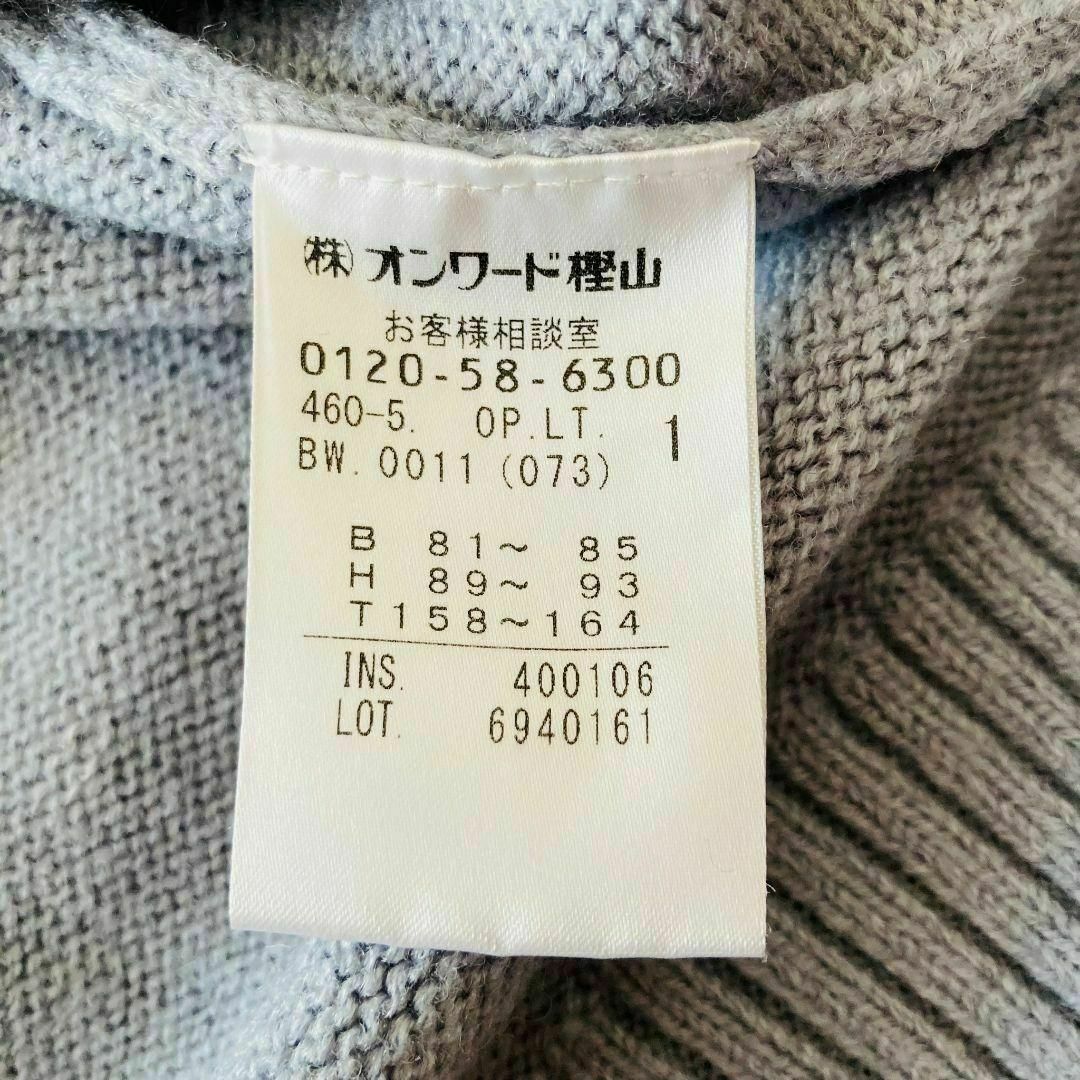 ㈱オンワード樫山
お客様相談室
0120-58-6300
460-5. OP.LT. 1
BW.0011(073)
B 81~ 85
H 89~ 93
T158~164
INS. 400106
LOT. 6940161